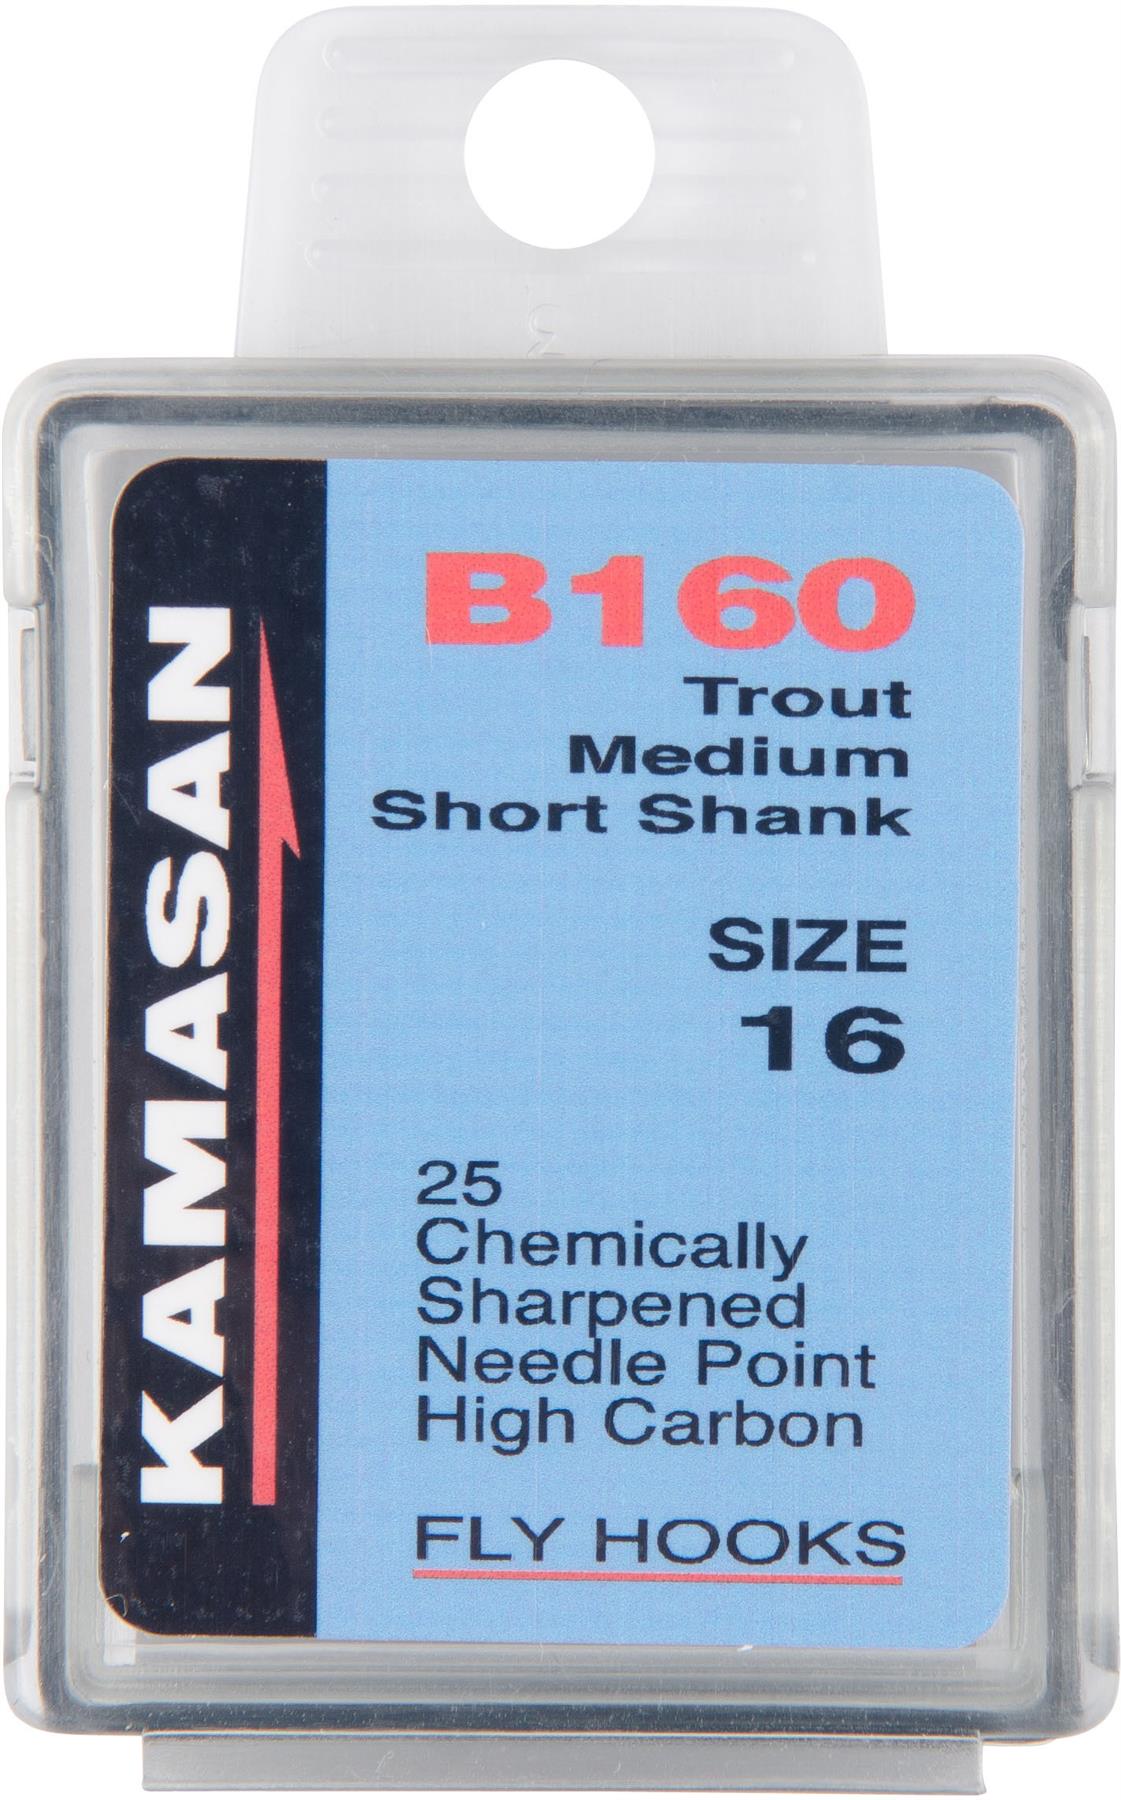 KAMASAN
B160
Trout
Medium
Short Shank
SIZE
16
25
Chemically
Sharpened
Needle Point
High Carbon
FLY HOOKS